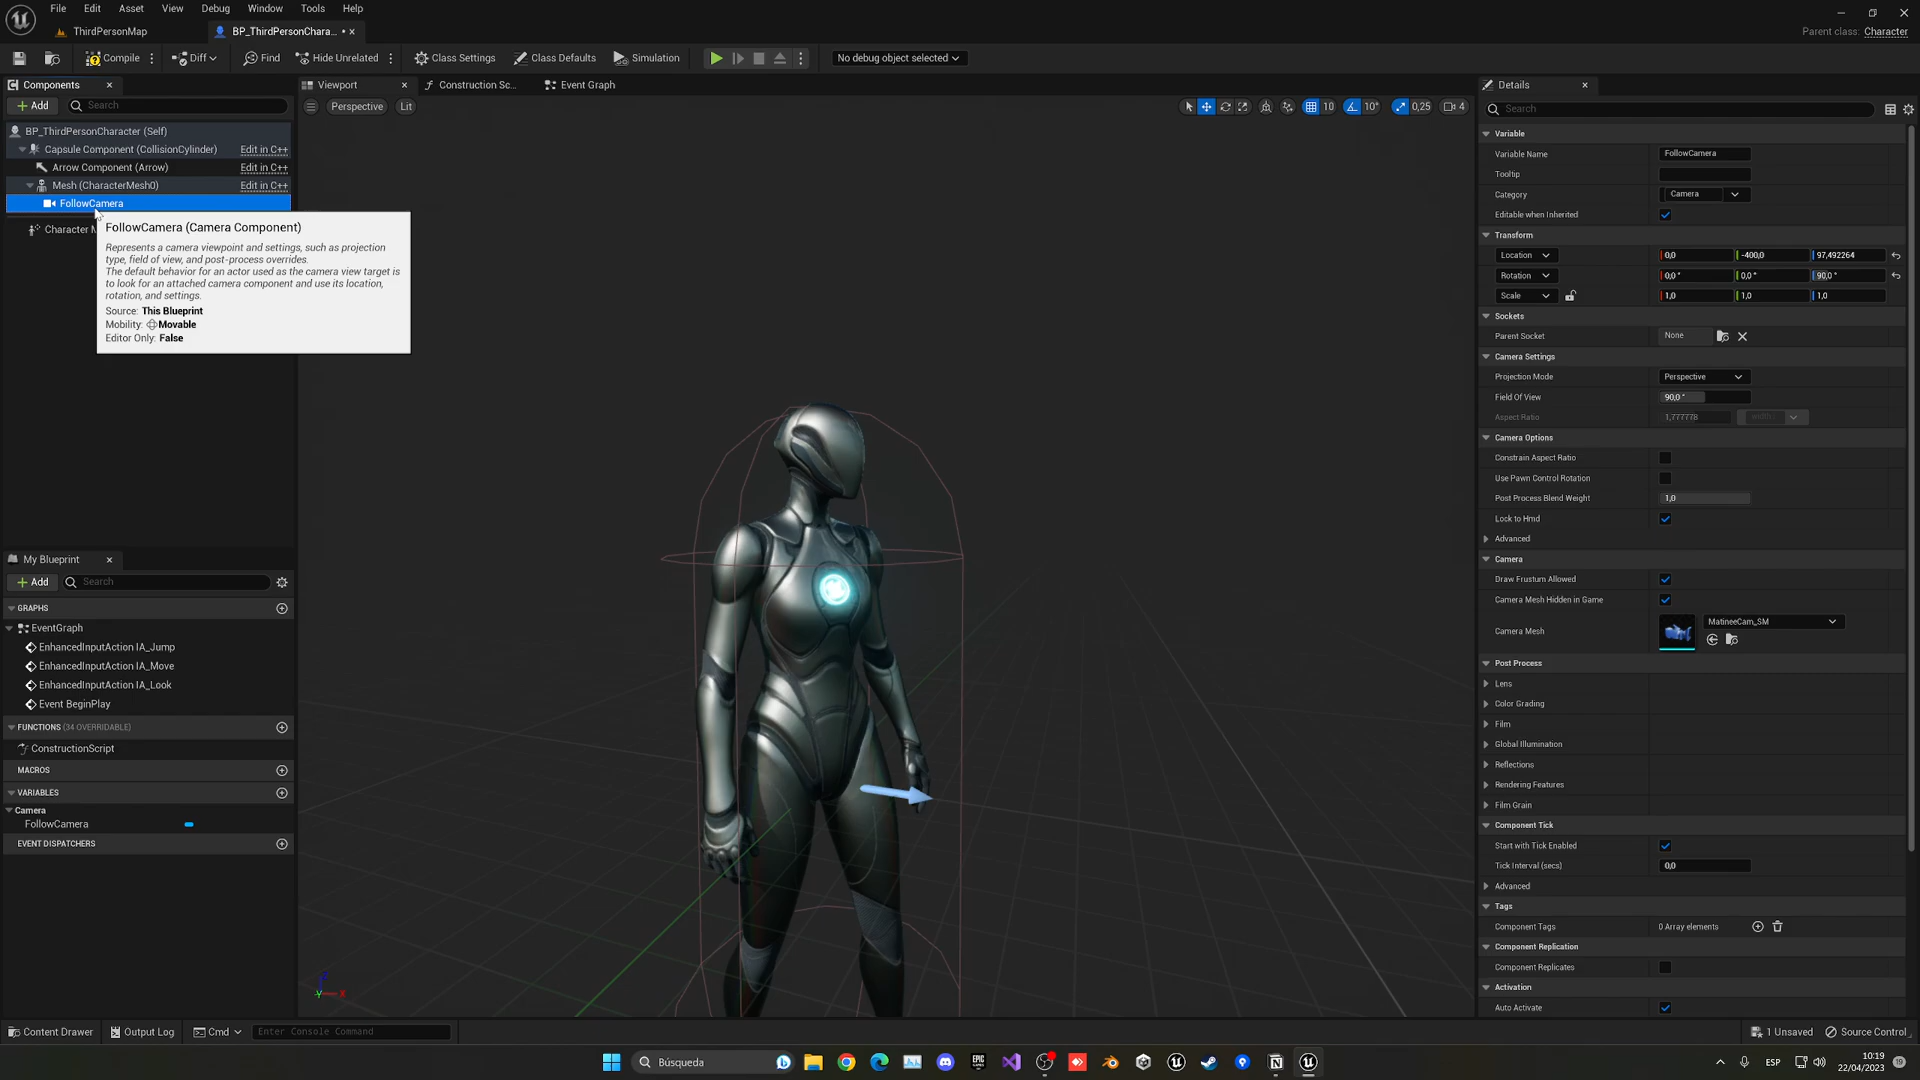 File Edit Asset View Debug Window Tools Help
ThirdPersonMap
BP_ThirdPersonChara...
Parent class: Character
Compile
Diff
Find
Hide Unrelated
Class Settings
Class Defaults
Simulation
No debug object selected
Components
Add
Search
BP_ThirdPersonCharacter (Self)
Capsule Component (CollisionCylinder) Edit in C++
Arrow Component (Arrow) Edit in C++
Mesh (CharacterMesh0) Edit in C++
FollowCamera
Character M
FollowCamera (Camera Component)
Represents a camera viewpoint and settings, such as projection
type, field of view, and post-process overrides.
The default behavior for an actor used as the camera view target is
to look for an attached camera component and use its location,
rotation, and settings.
Source: This Blueprint
Mobility: Movable
Editor Only: False
My Blueprint
Add
Search
GRAPHS
EventGraph
EnhancedInputAction IA_Jump
EnhancedInputAction IA_Move
EnhancedInputAction IA_Look
Event BeginPlay
FUNCTIONS (34 OVERRIDABLE)
ConstructionScript
MACROS
VARIABLES
Camera
FollowCamera
EVENT DISPATCHERS
Viewport
Construction Sc...
Event Graph
Perspective
Lit
10
10°
0,25
4
Z
Y
X
Details
Search
Variable
Variable Name FollowCamera
Tooltip
Category Camera
Editable when Inherited
Transform
Location 0,0 -400,0 97,492264
Rotation 0,0 ° 0,0 ° 90,0 °
Scale 1,0 1,0 1,0
Sockets
Parent Socket None
Camera Settings
Projection Mode Perspective
Field Of View 90,0 °
Aspect Ratio 1,777778
Camera Options
Constrain Aspect Ratio
Use Pawn Control Rotation
Post Process Blend Weight 1,0
Lock to Hmd
Advanced
Camera
Draw Frustum Allowed
Camera Mesh Hidden in Game
Camera Mesh MatineeCam_SM
Post Process
Lens
Color Grading
Film
Global Illumination
Reflections
Rendering Features
Film Grain
Component Tick
Start with Tick Enabled
Tick Interval (secs) 0,0
Advanced
Tags
Component Tags 0 Array elements
Component Replication
Component Replicates
Activation
Auto Activate
Content Drawer
Output Log
Cmd
Enter Console Command
1 Unsaved
Source Control
Búsqueda
EPIC GAMES
ESP
10:19
22/04/2023